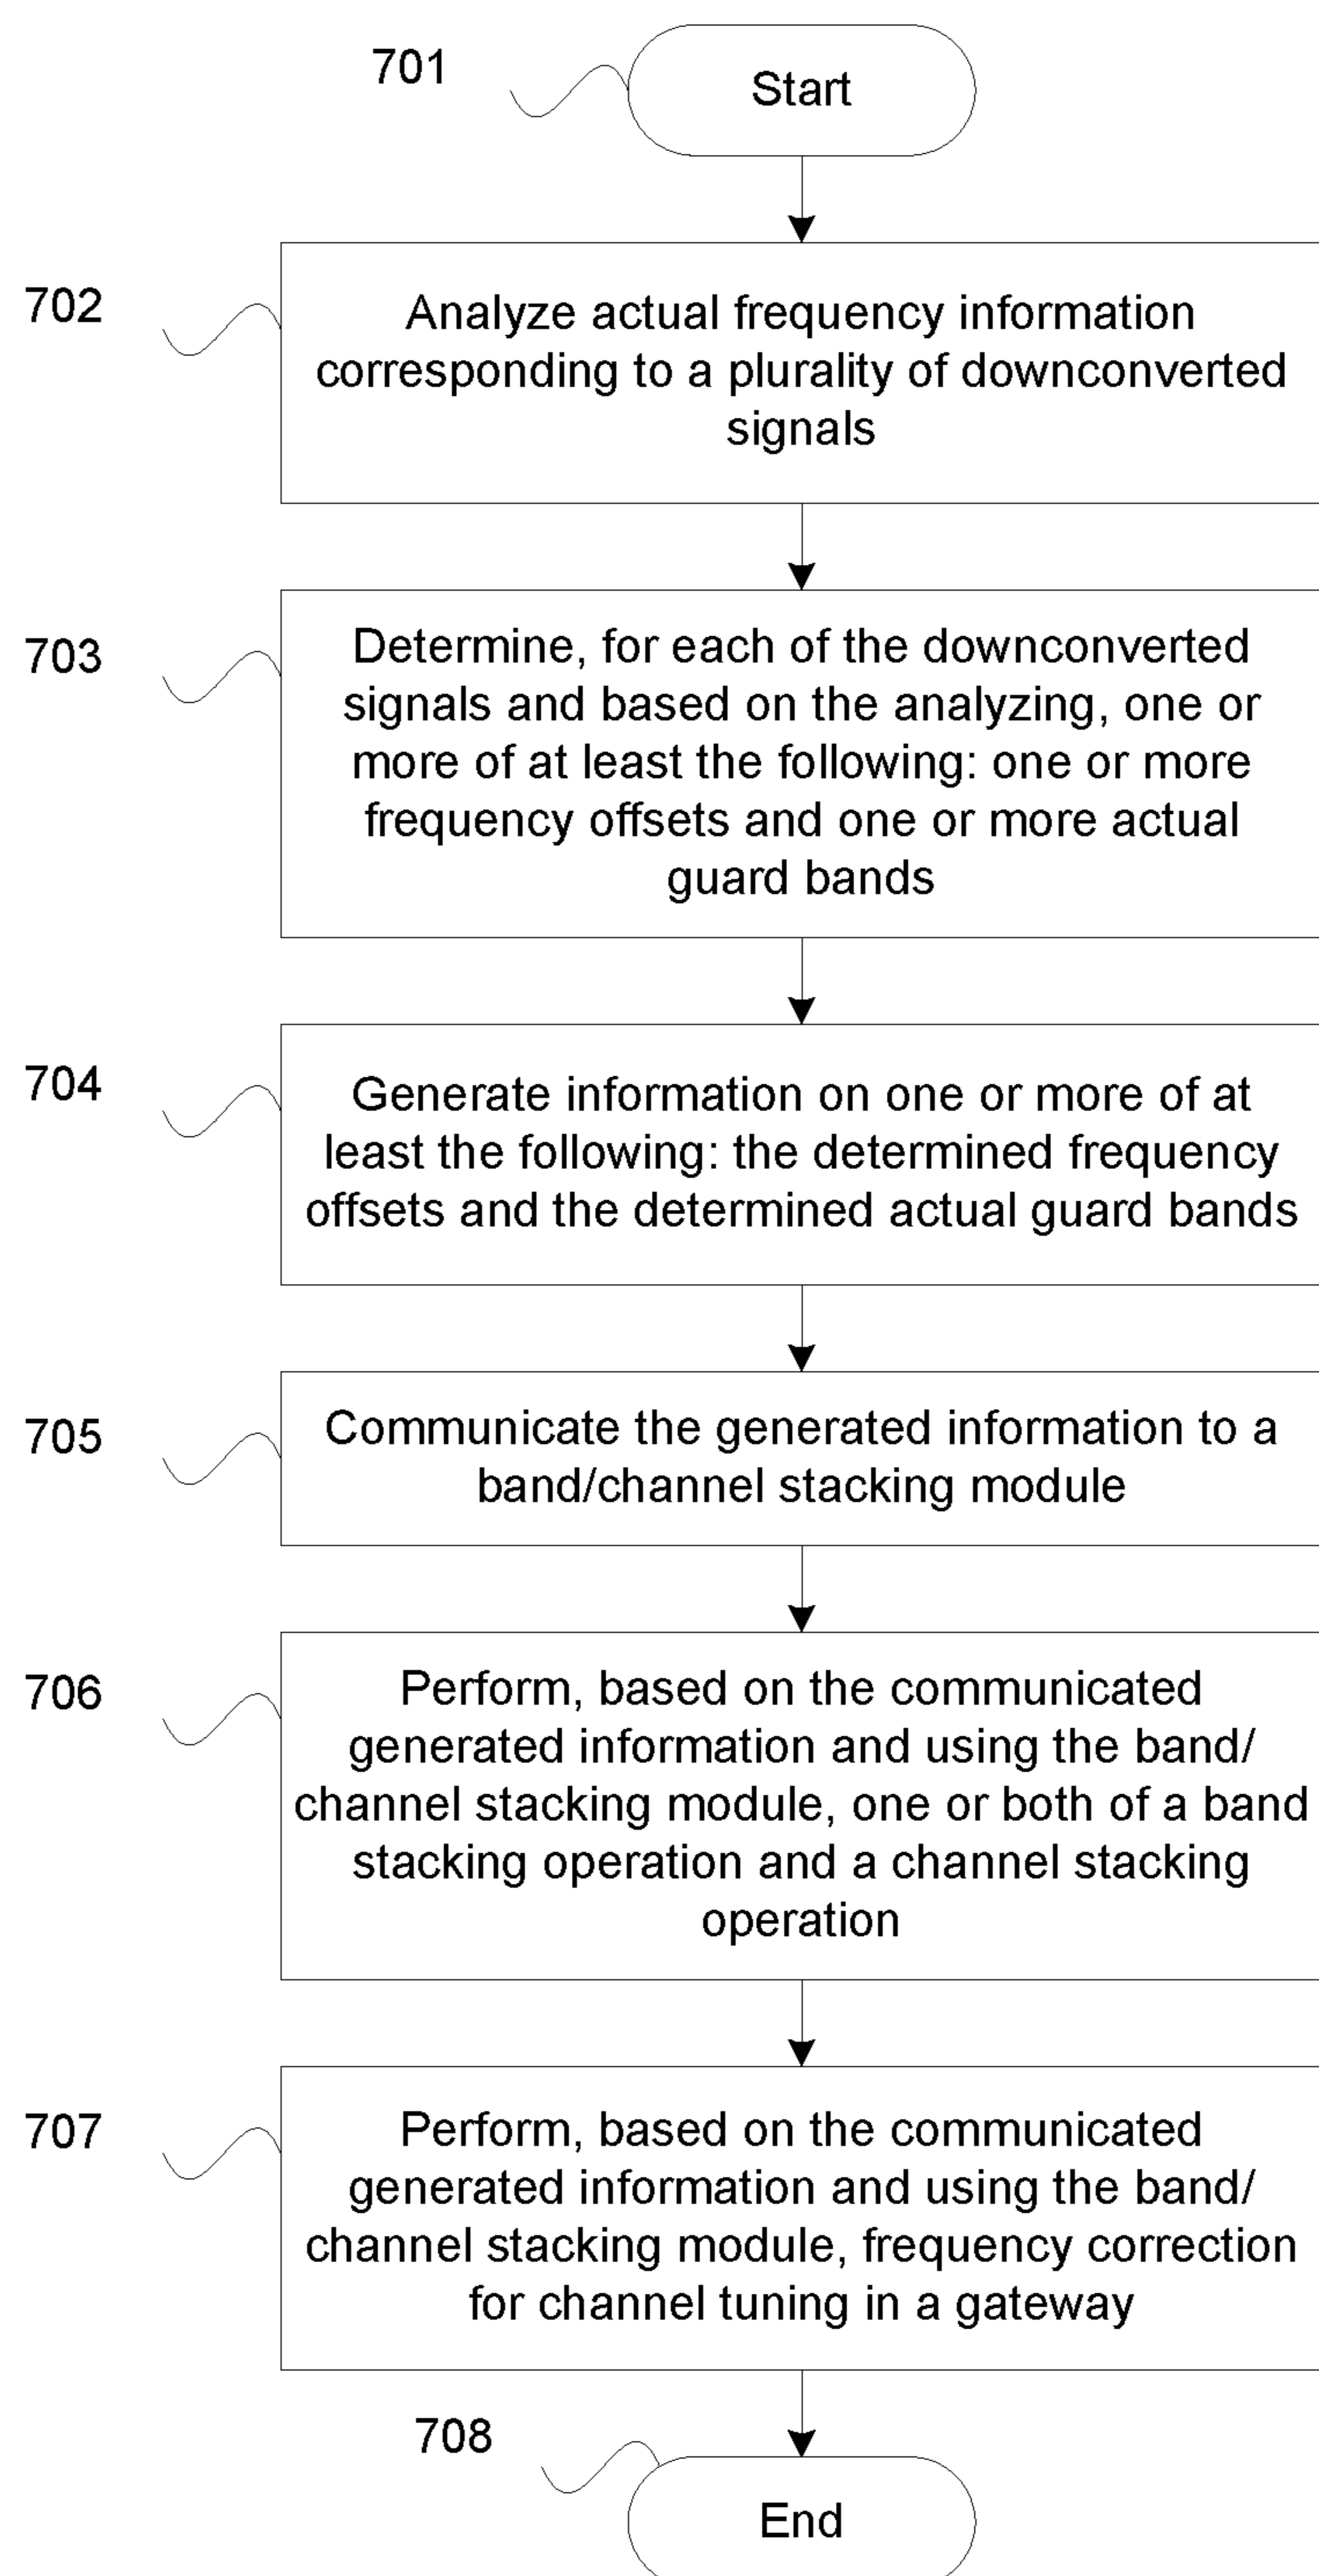 701
Start
702
Analyze actual frequency information
corresponding to a plurality of downconverted
signals
703
Determine, for each of the downconverted
signals and based on the analyzing, one or
more of at least the following: one or more
frequency offsets and one or more actual
guard bands
704
Generate information on one or more of at
least the following: the determined frequency
offsets and the determined actual guard bands
705
Communicate the generated information to a
band/channel stacking module
706
Perform, based on the communicated
generated information and using the band/
channel stacking module, one or both of a band
stacking operation and a channel stacking
operation
707
Perform, based on the communicated
generated information and using the band/
channel stacking module, frequency correction
for channel tuning in a gateway
708
End